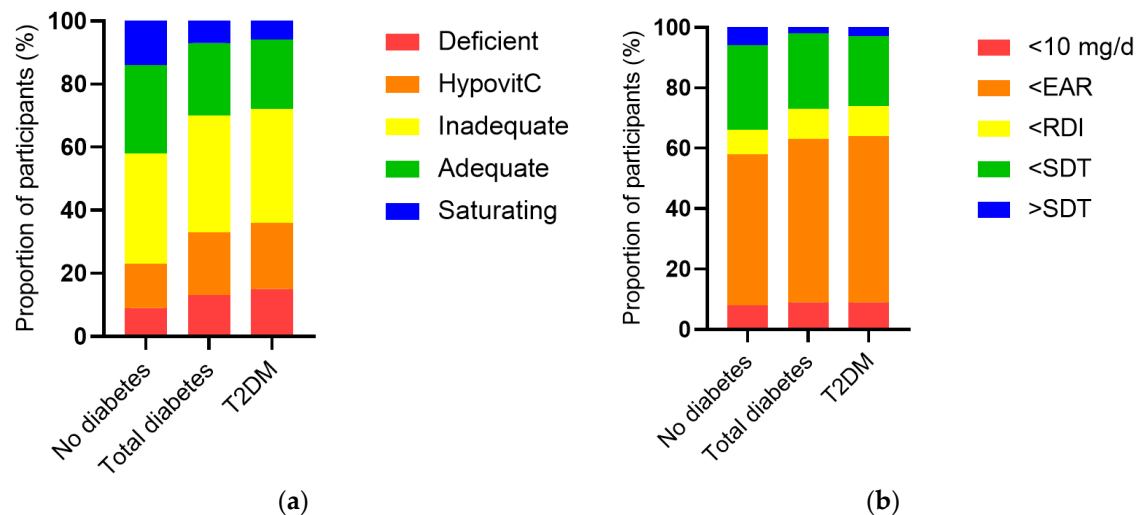 Proportion of participants (%)
100
80
60
40
20
0
No diabetes
Total diabetes
T2DM
Deficient
HypovitC
Inadequate
Adequate
Saturating
(a)
Proportion of participants (%)
100
80
60
40
20
0
No diabetes
Total diabetes
T2DM
<10 mg/d
<EAR
<RDI
<SDT
>SDT
(b)